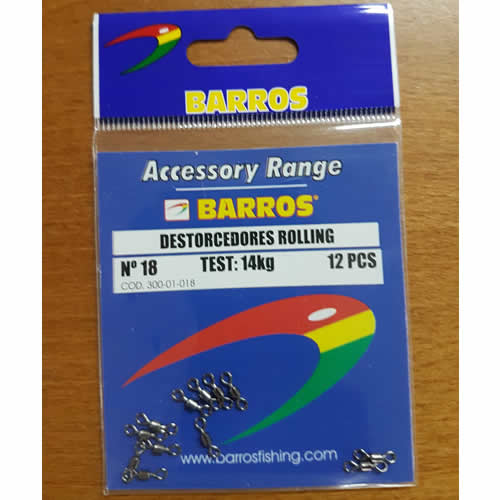 BARROS
Accessory Range
BARROS®
DESTORCEDORES ROLLING
Nº 18 TEST: 14kg 12 PCS
COD. 300-01-018
www.barrosfishing.com